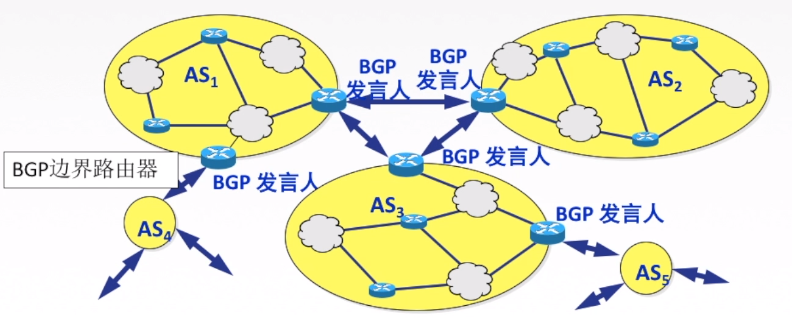 BGP
发言人
BGP
发言人
AS1
AS2
BGP边界路由器
BGP 发言人
BGP 发言人
AS3
BGP 发言人
AS4
AS5